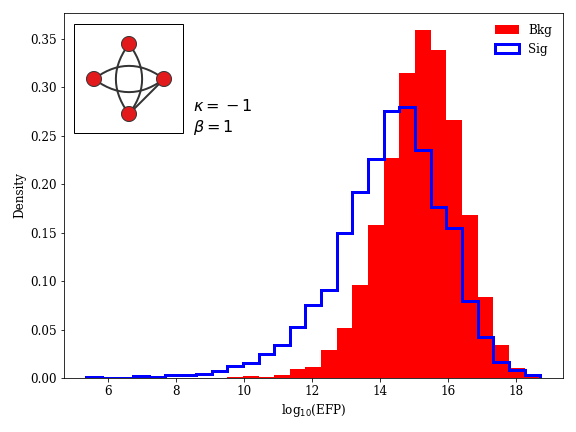 Bkg
Sig
κ = −1
β = 1
Density
0.35
0.30
0.25
0.20
0.15
0.10
0.05
0.00
6 8 10 12 14 16 18
log₁₀(EFP)